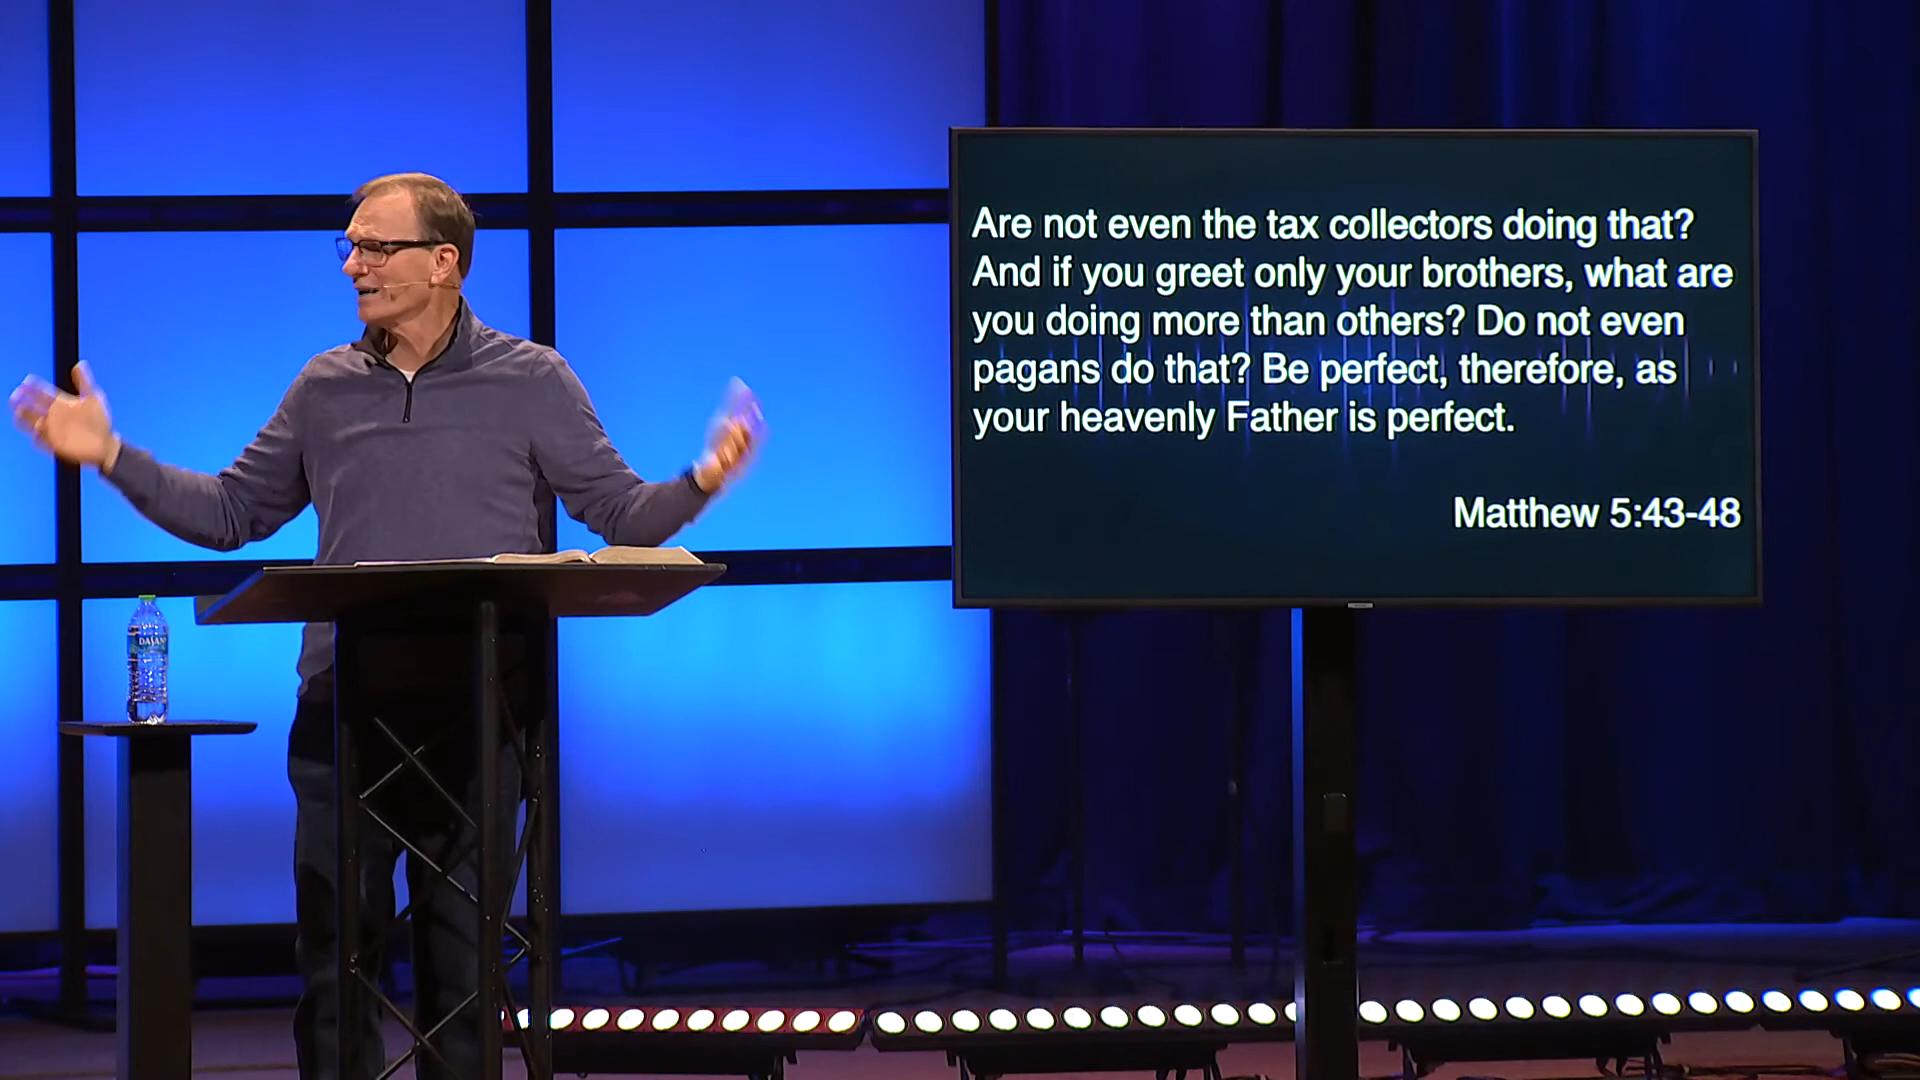 Are not even the tax collectors doing that?
And if you greet only your brothers, what are
you doing more than others? Do not even
pagans do that? Be perfect, therefore, as
your heavenly Father is perfect.
Matthew 5:43-48
DASANI